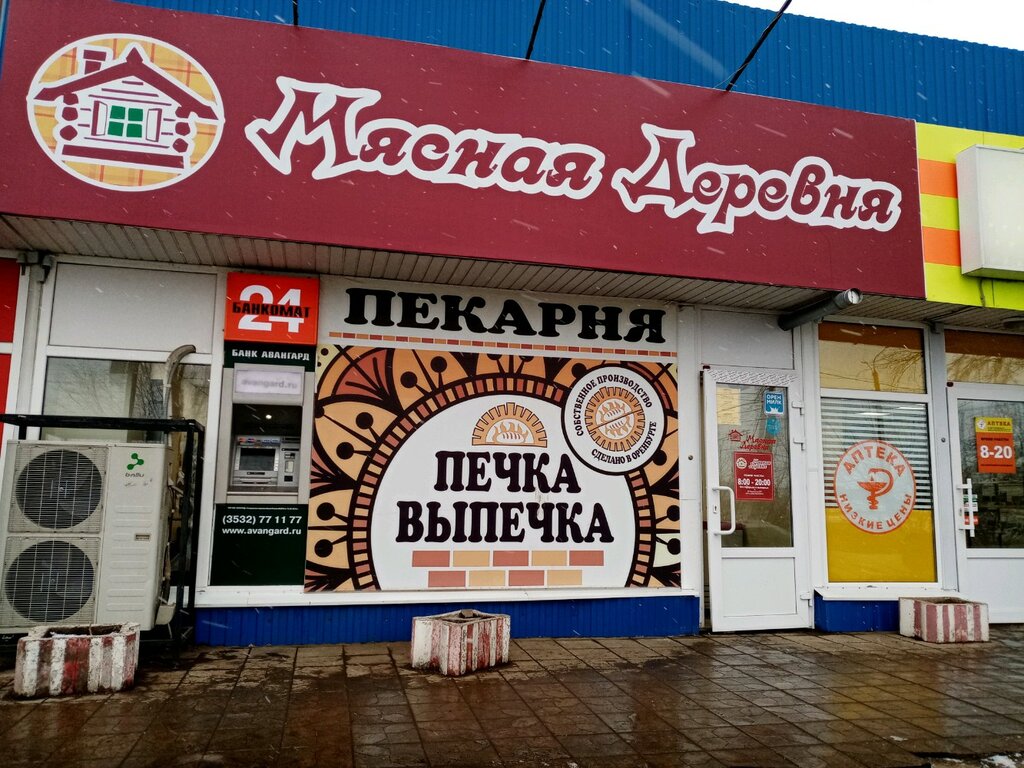 Мясная Деревня
24
БАНКОМАТ
БАНК АВАНГАРД
avangard.ru
(3532) 77 11 77
www.avangard.ru
ПЕКАРНЯ
СОБСТВЕННОЕ ПРОИЗВОДСТВО
СДЕЛАНО В ОРЕНБУРГЕ
ПЕЧКА
ВЫПЕЧКА
ballu
8:00 - 20:00
АПТЕКА
НИЗКИЕ ЦЕНЫ
АПТЕКА
8-20